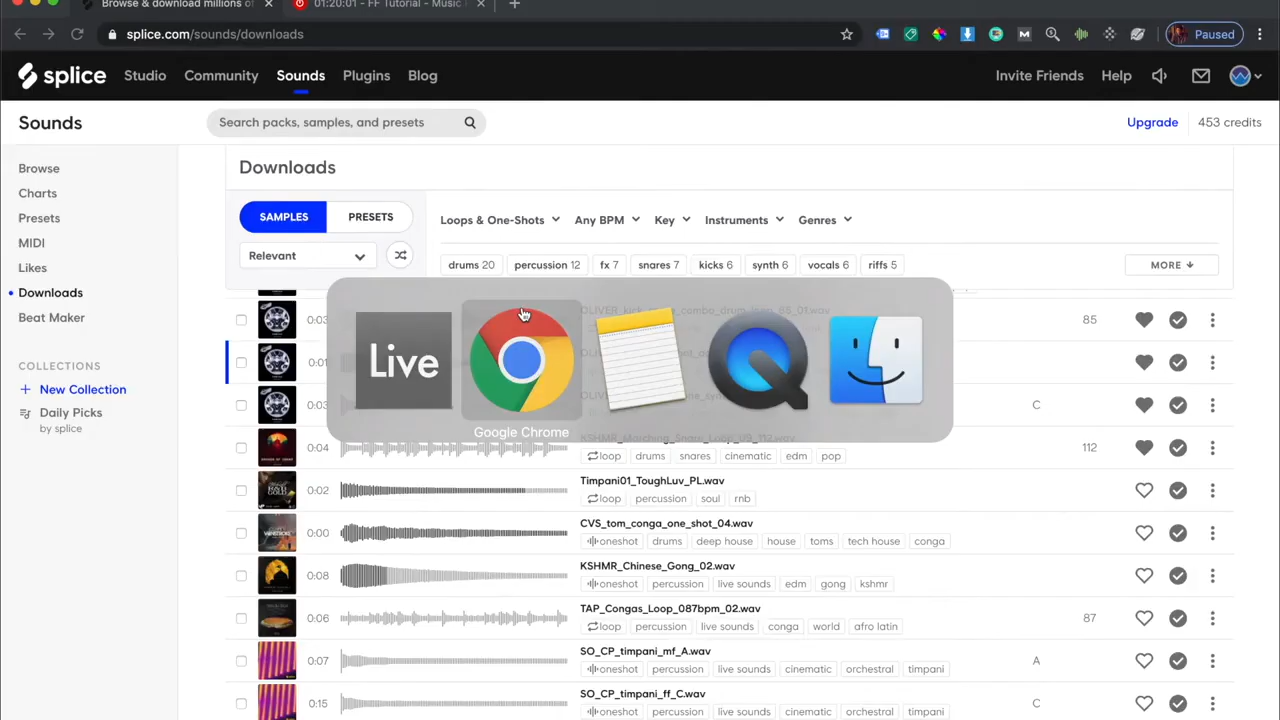 Browse & download millions of
01:20:01 - FF Tutorial - Music
splice.com/sounds/downloads
Paused
splice
Studio
Community
Sounds
Plugins
Blog
Invite Friends
Help
Sounds
Search packs, samples, and presets
Upgrade
453 credits
Browse
Charts
Presets
MIDI
Likes
Downloads
Beat Maker
COLLECTIONS
+ New Collection
Daily Picks
by splice
Downloads
SAMPLES
PRESETS
Loops & One-Shots
Any BPM
Key
Instruments
Genres
Relevant
drums 20
percussion 12
fx 7
snares 7
kicks 6
synth 6
vocals 6
riffs 5
MORE
85
Live
Google Chrome
C
0:04
KSHMR_Marching_Snare_Loop_09_112.wav
112
loop drums snares cinematic edm pop
0:02
Timpani01_ToughLuv_PL.wav
loop percussion soul rnb
0:00
CVS_tom_conga_one_shot_04.wav
oneshot drums deep house house toms tech house conga
0:08
KSHMR_Chinese_Gong_02.wav
oneshot percussion live sounds edm gong kshmr
0:06
TAP_Congas_Loop_087bpm_02.wav
87
loop percussion live sounds conga world afro latin
0:07
SO_CP_timpani_mf_A.wav
A
oneshot percussion live sounds cinematic orchestral timpani
0:15
SO_CP_timpani_ff_C.wav
C
oneshot percussion live sounds cinematic orchestral timpani